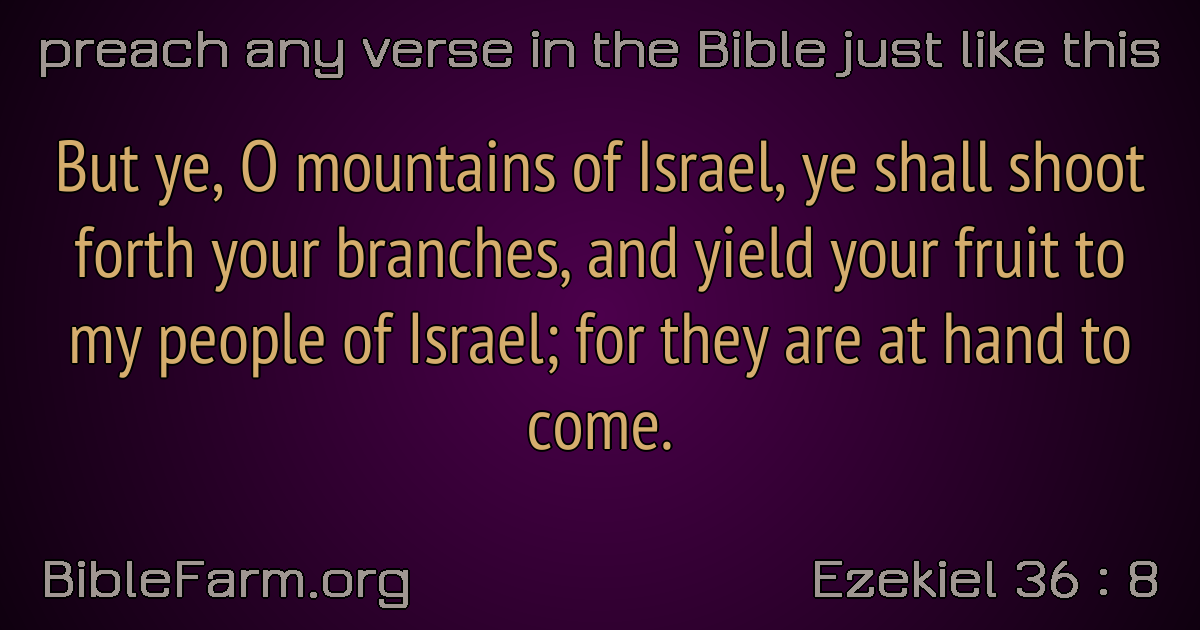 preach any verse in the Bible just like this
But ye, O mountains of Israel, ye shall shoot
forth your branches, and yield your fruit to
my people of Israel; for they are at hand to
come.
BibleFarm.org
Ezekiel 36 : 8